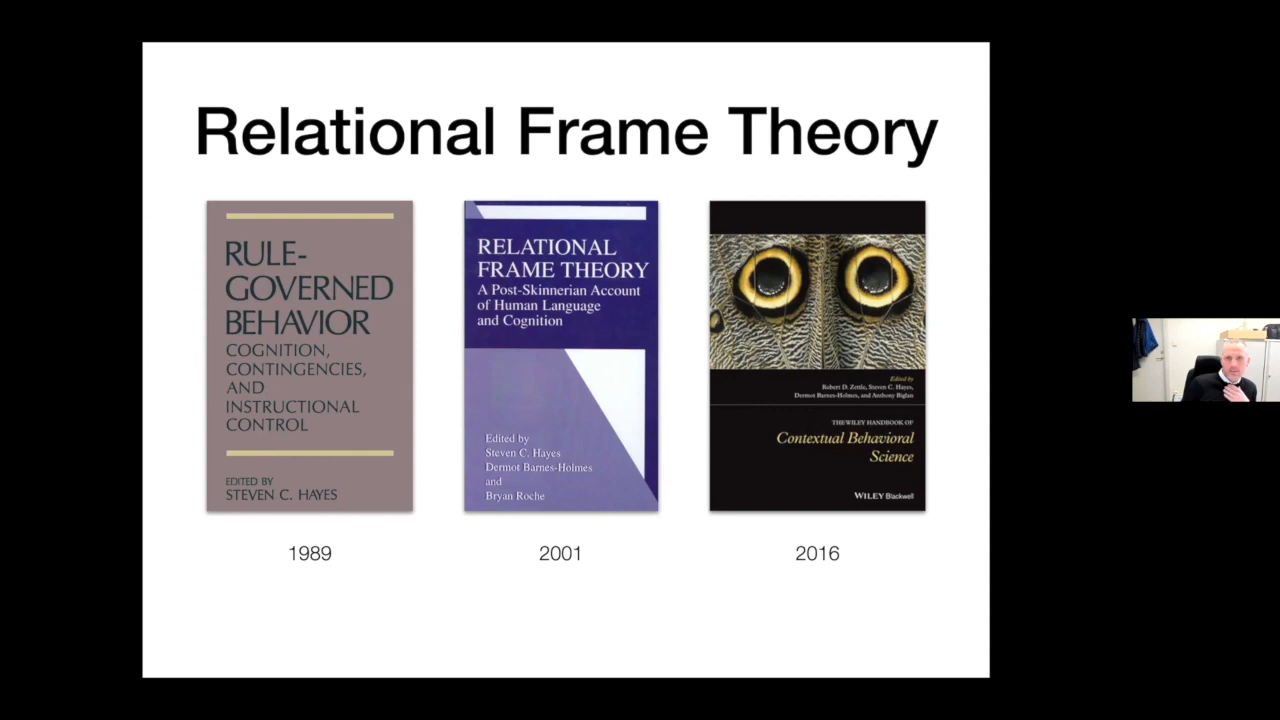 Relational Frame Theory
RULE-
GOVERNED
BEHAVIOR
COGNITION,
CONTINGENCIES,
AND
INSTRUCTIONAL
CONTROL
EDITED BY
STEVEN C. HAYES
1989
RELATIONAL
FRAME THEORY
A Post-Skinnerian Account
of Human Language
and Cognition
Edited by
Steven C. Hayes
Dermot Barnes-Holmes
and
Bryan Roche
2001
Edited by
Robert D. Zettle, Steven C. Hayes,
Dermot Barnes-Holmes, and Anthony Biglan
THE WILEY HANDBOOK OF
Contextual Behavioral
Science
WILEY Blackwell
2016